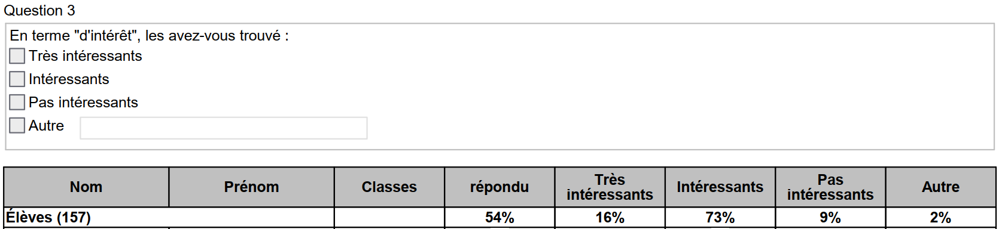 Question 3
En terme "d'intérêt", les avez-vous trouvé :
Très intéressants
Intéressants
Pas intéressants
Autre
Nom Prénom Classes répondu Très intéressants Intéressants Pas intéressants Autre
Élèves (157) 54% 16% 73% 9% 2%